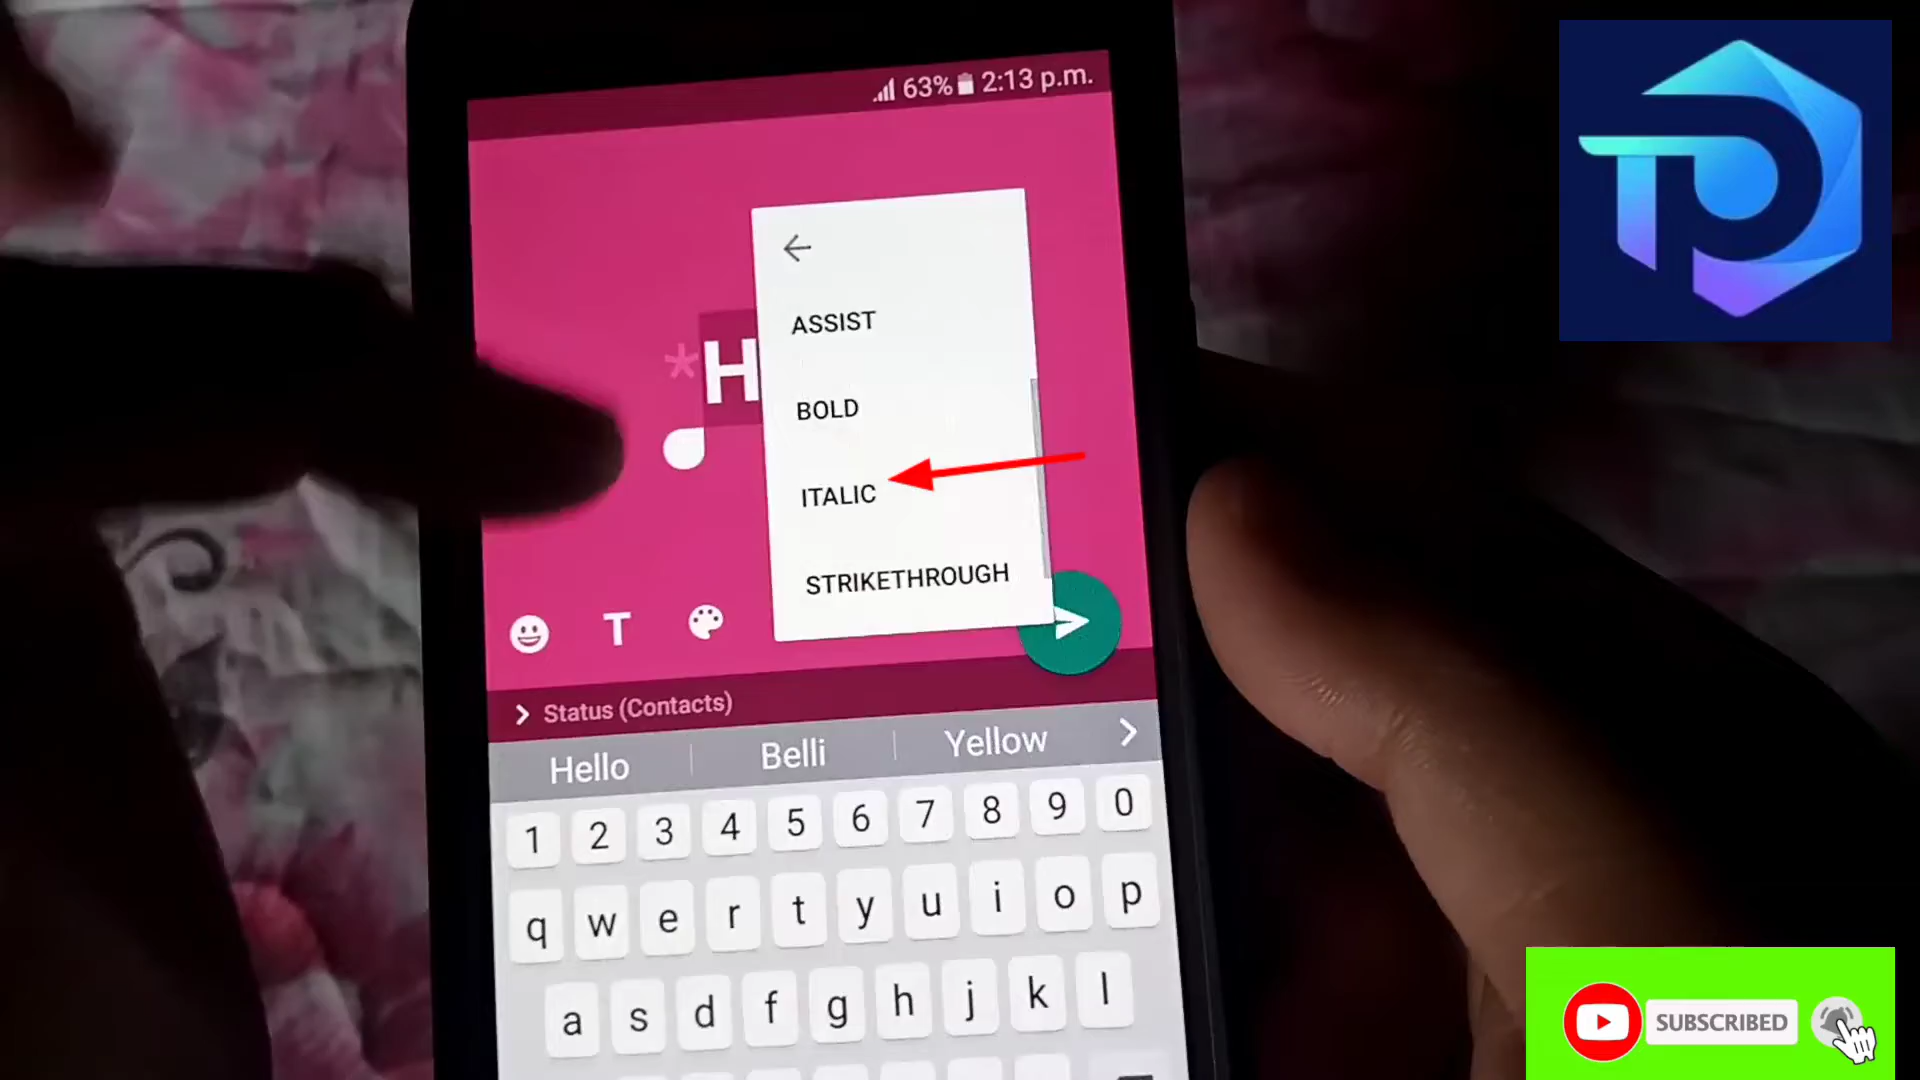 63% 2:13 p.m.
ASSIST
*H
BOLD
ITALIC
STRIKETHROUGH
T
Status (Contacts)
Hello Belli Yellow
1 2 3 4 5 6 7 8 9 0
q w e r t y u i o p
a s d f g h j k l
TP
SUBSCRIBED